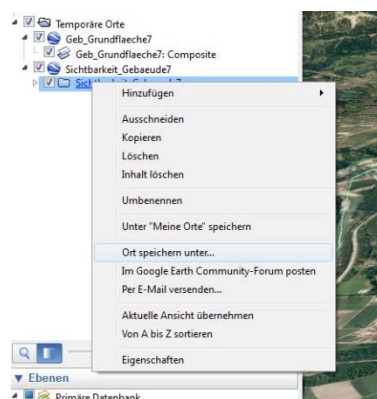 Temporäre Orte
Geb_Grundflaeche7
Geb_Grundflaeche7: Composite
Sichtbarkeit_Gebaeude7
Hinzufügen
Ausschneiden
Kopieren
Löschen
Inhalt löschen
Umbenennen
Unter "Meine Orte" speichern
Ort speichern unter...
Im Google Earth Community-Forum posten
Per E-Mail versenden...
Aktuelle Ansicht übernehmen
Von A bis Z sortieren
Eigenschaften
Ebenen
Primäre Datenbank